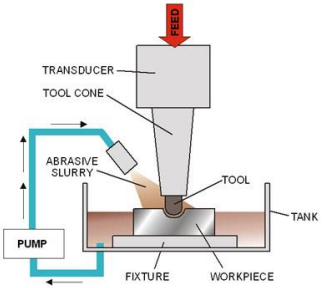 FEED
TRANSDUCER
TOOL CONE
ABRASIVE
SLURRY
TOOL
TANK
PUMP
FIXTURE
WORKPIECE